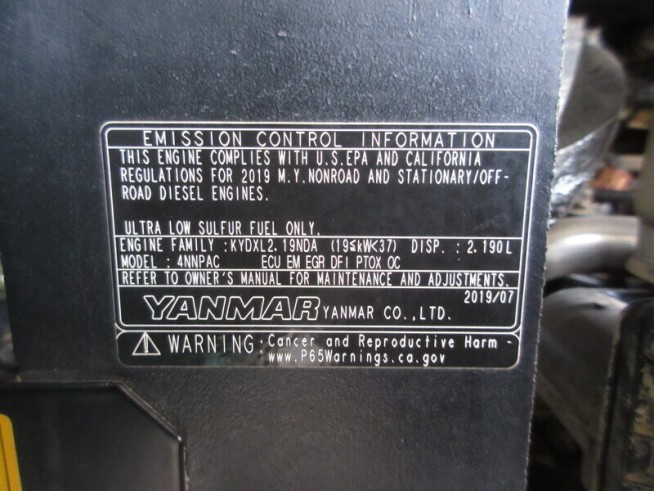 EMISSION CONTROL INFORMATION
THIS ENGINE COMPLIES WITH U.S.EPA AND CALIFORNIA
REGULATIONS FOR 2019 M.Y.NONROAD AND STATIONARY/OFF-
ROAD DIESEL ENGINES.
ULTRA LOW SULFUR FUEL ONLY.
ENGINE FAMILY :KYDXL2.19NDA (19≤kW<37) DISP. :2.190L
MODEL :4NNPAC ECU EM EGR DFI PTOX OC
REFER TO OWNER'S MANUAL FOR MAINTENANCE AND ADJUSTMENTS.
2019/07
YANMAR YANMAR CO.,LTD.
WARNING:Cancer and Reproductive Harm -
www.P65Warnings.ca.gov